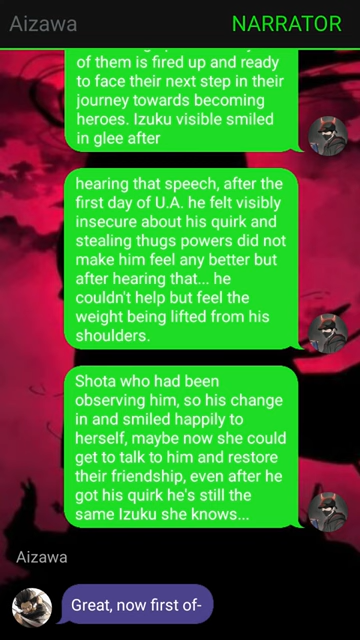 Aizawa NARRATOR
of them is fired up and ready
to face their next step in their
journey towards becoming
heroes. Izuku visible smiled
in glee after
hearing that speech, after the
first day of U.A. he felt visibly
insecure about his quirk and
stealing thugs powers did not
make him feel any better but
after hearing that... he
couldn't help but feel the
weight being lifted from his
shoulders.
Shota who had been
observing him, so his change
in and smiled happily to
herself, maybe now she could
get to talk to him and restore
their friendship, even after he
got his quirk he's still the
same Izuku she knows...
Aizawa
Great, now first of-